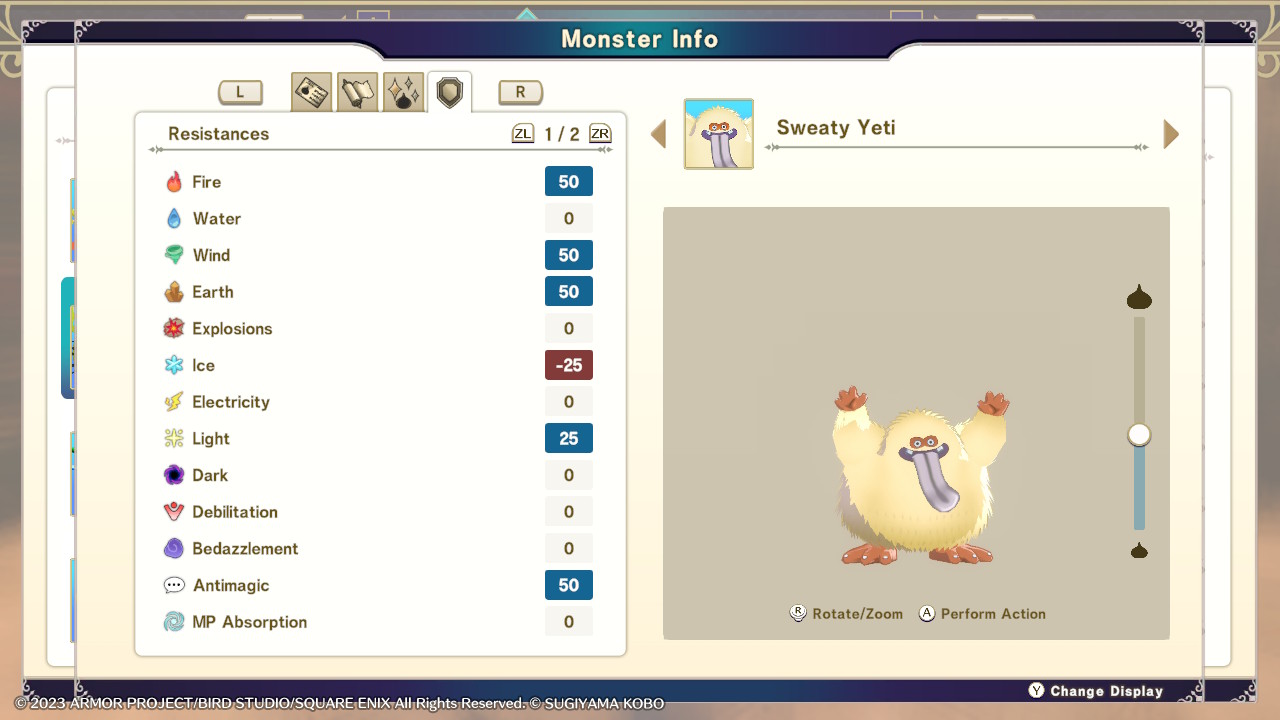 Monster Info
L R
Resistances ZL 1 / 2 ZR
Sweaty Yeti
Fire 50
Water 0
Wind 50
Earth 50
Explosions 0
Ice -25
Electricity 0
Light 25
Dark 0
Debilitation 0
Bedazzlement 0
Antimagic 50
MP Absorption 0
R Rotate/Zoom A Perform Action
Y Change Display
© 2023 ARMOR PROJECT/BIRD STUDIO/SQUARE ENIX All Rights Reserved. © SUGIYAMA KOBO